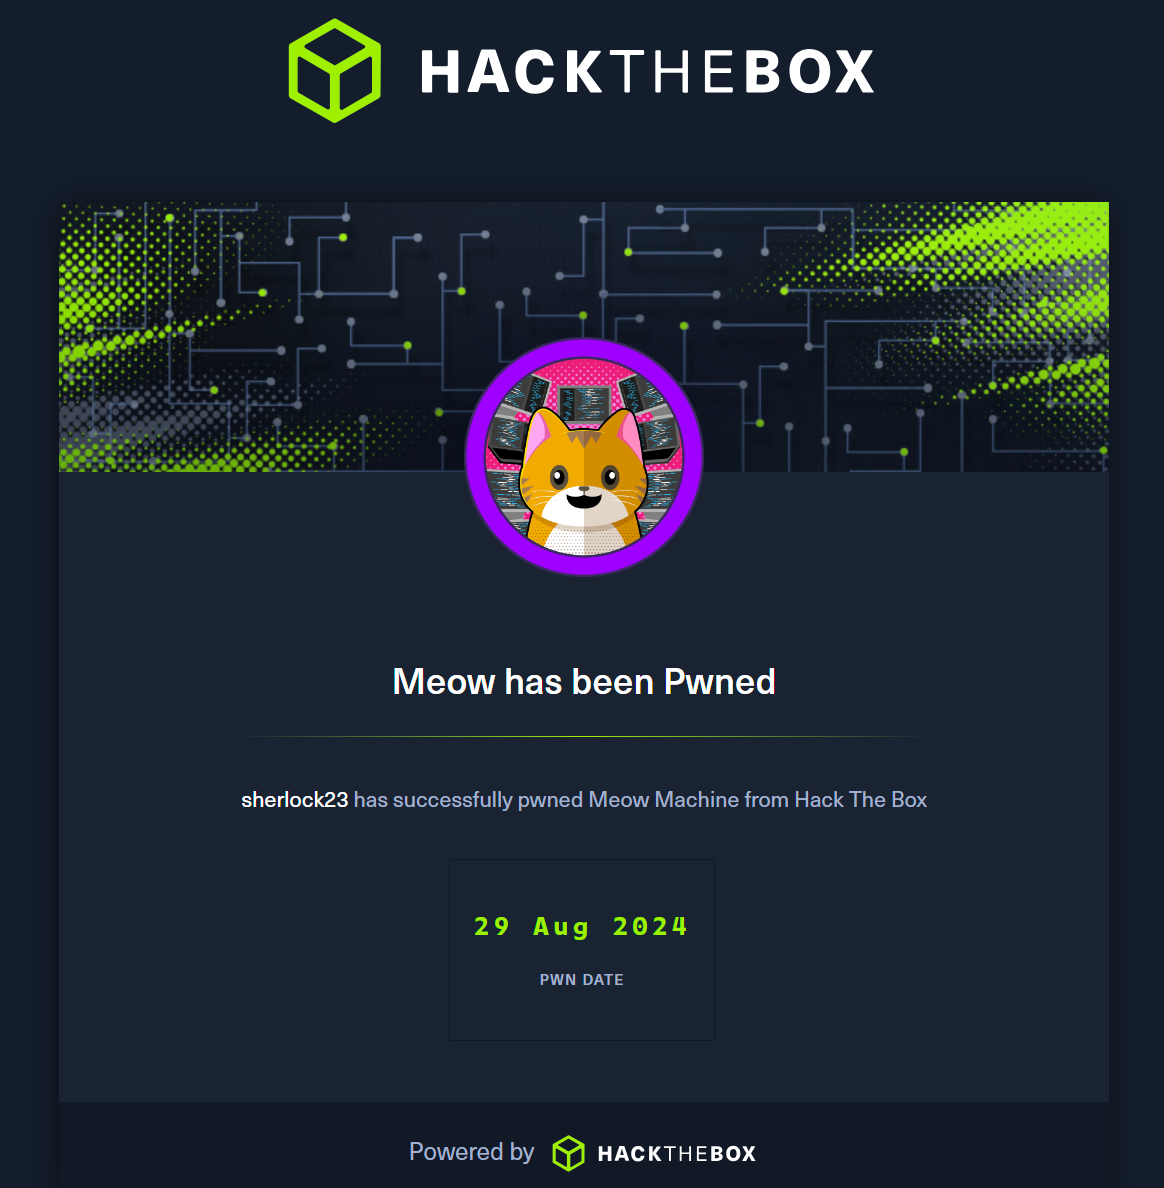 HACKTHEBOX
Meow has been Pwned
sherlock23 has successfully pwned Meow Machine from Hack The Box
29 Aug 2024
PWN DATE
Powered by HACKTHEBOX